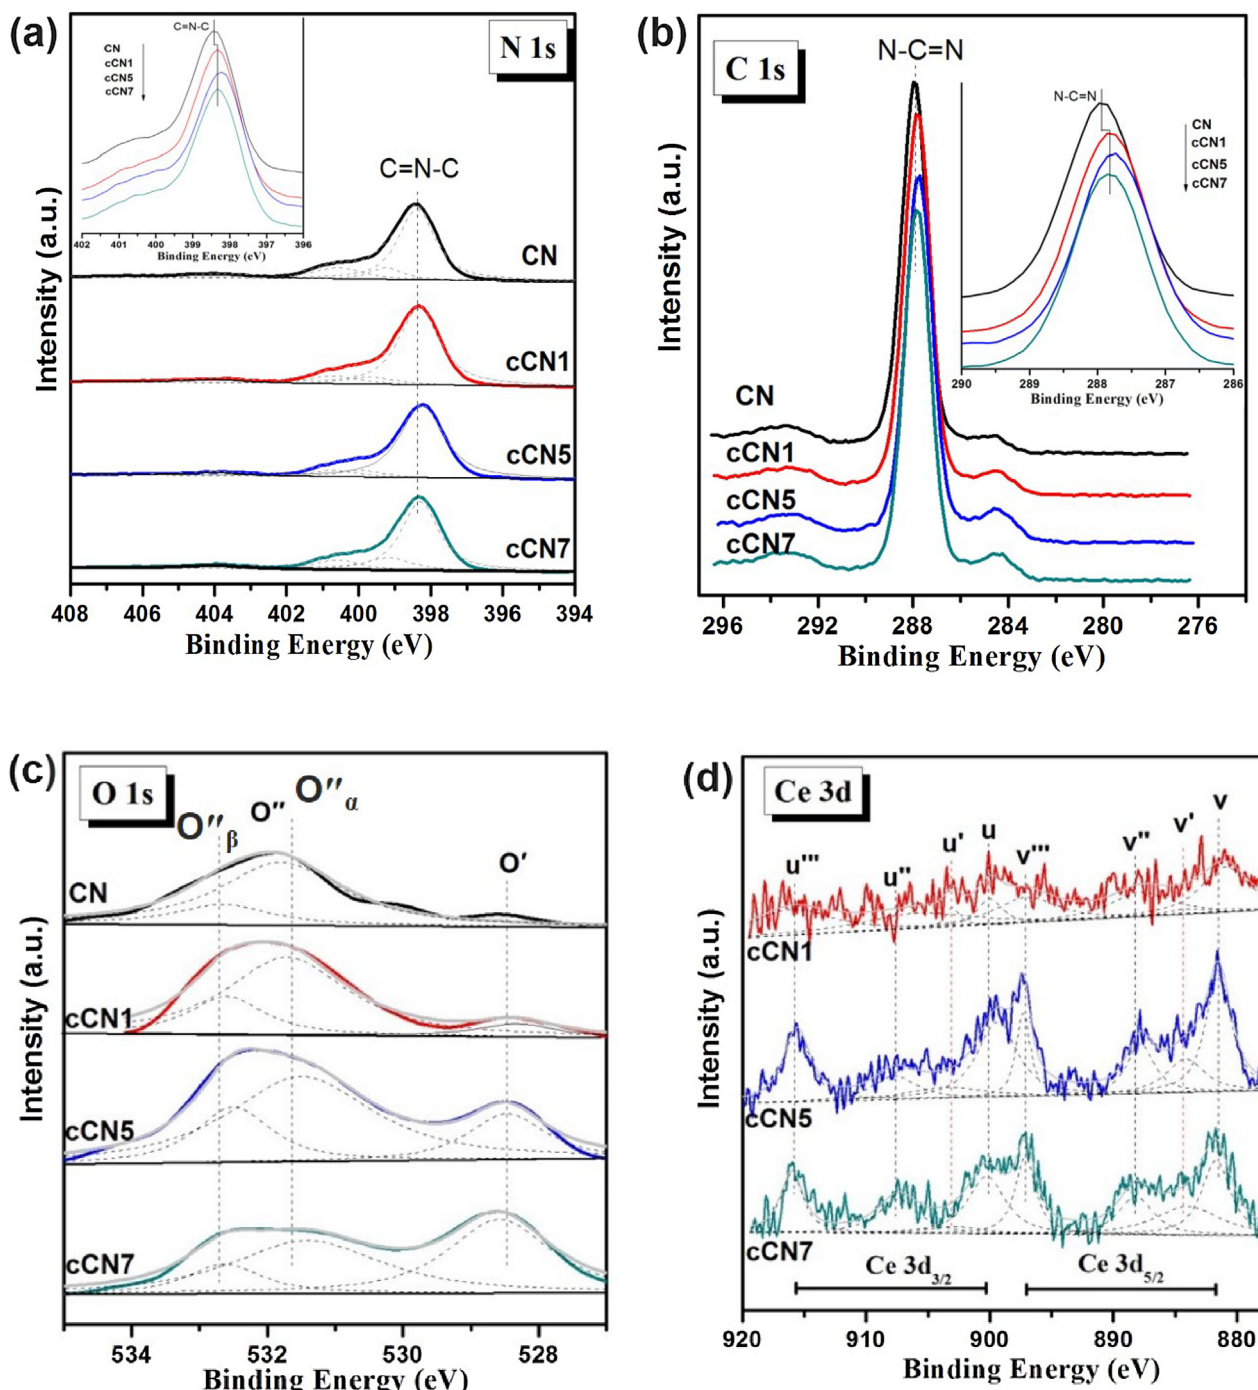 (a)
N 1s
C=N-C
CN
cCN1
cCN5
cCN7
402 401 400 399 398 397 396
Binding Energy (eV)
C=N-C
CN
cCN1
cCN5
cCN7
Intensity (a.u.)
408 406 404 402 400 398 396 394
Binding Energy (eV)
(b)
C 1s
N-C=N
N-C=N
CN
cCN1
cCN5
cCN7
290 289 288 287 286
Binding Energy (eV)
CN
cCN1
cCN5
cCN7
Intensity (a.u.)
296 292 288 284 280 276
Binding Energy (eV)
(c)
O 1s
O''β O'' O''α
O'
CN
cCN1
cCN5
cCN7
Intensity (a.u.)
534 532 530 528
Binding Energy (eV)
(d)
Ce 3d
u''' u'' u' u v''' v'' v' v
cCN1
cCN5
cCN7
Ce 3d3/2 Ce 3d5/2
Intensity (a.u.)
920 910 900 890 880
Binding Energy (eV)